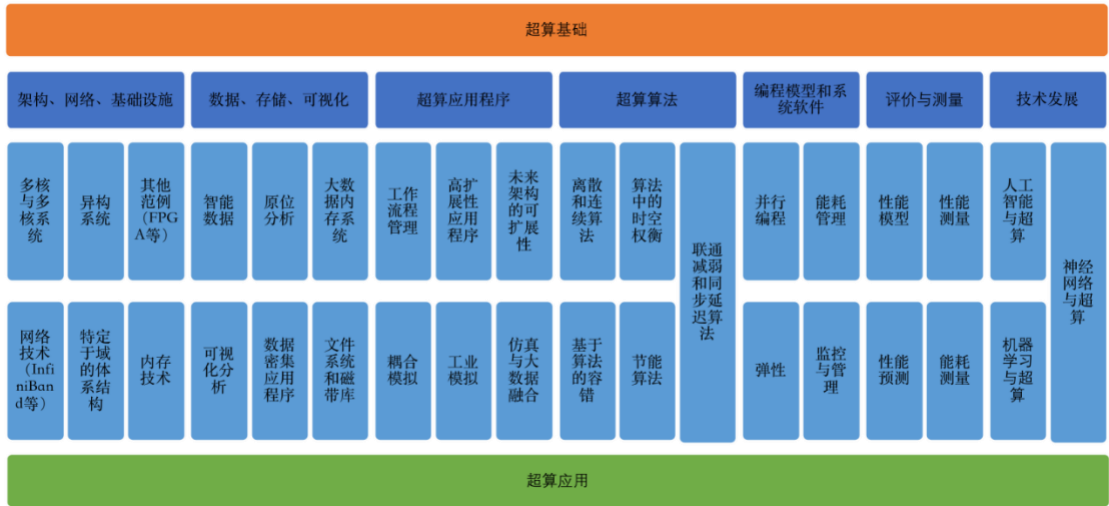 超算基础
架构、网络、基础设施
数据、存储、可视化
超算应用程序
超算算法
编程模型和系
统软件
评价与测量
技术发展
多核
与多
核系
统
异构
系统
其他
范例
(FPG
A等)
智能
数据
原位
分析
大数
据内
存系
统
工作
流程
管理
高扩
展性
应用
程序
未来
架构
的可
扩展
性
离散
和连
续算
法
算法
中的
时空
权衡
联通
减弱
和同
步延
迟算
法
并行
编程
能耗
管理
性能
模型
性能
测量
人工
智能
与超
算
神经
网络
与超
算
网络
技术
(Infi
niBan
d等)
特定
于域
的体
系结
构
内存
技术
可视
化分
析
数据
密集
应用
程序
文件
系统
和磁
带库
耦合
模拟
工业
模拟
仿真
与大
数据
融合
基于
算法
的容
错
节能
算法
弹性
监控
与管
理
性能
预测
能耗
测量
机器
学习
与超
算
超算应用